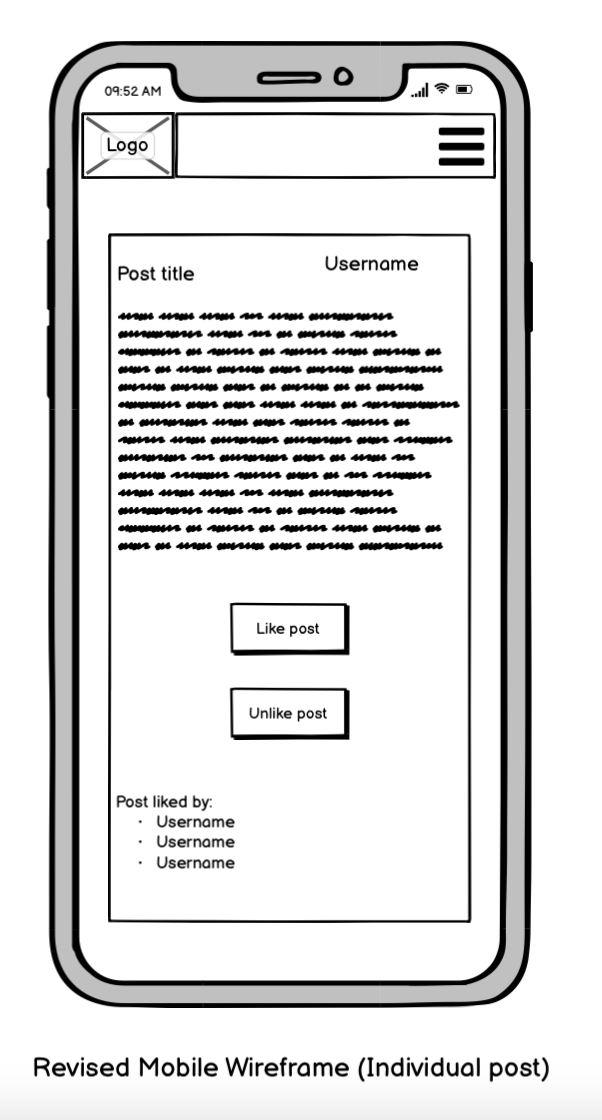 09:52 AM
Logo
Username
Post title
Like post
Unlike post
Post liked by:
· Username
· Username
· Username
Revised Mobile Wireframe (Individual post)